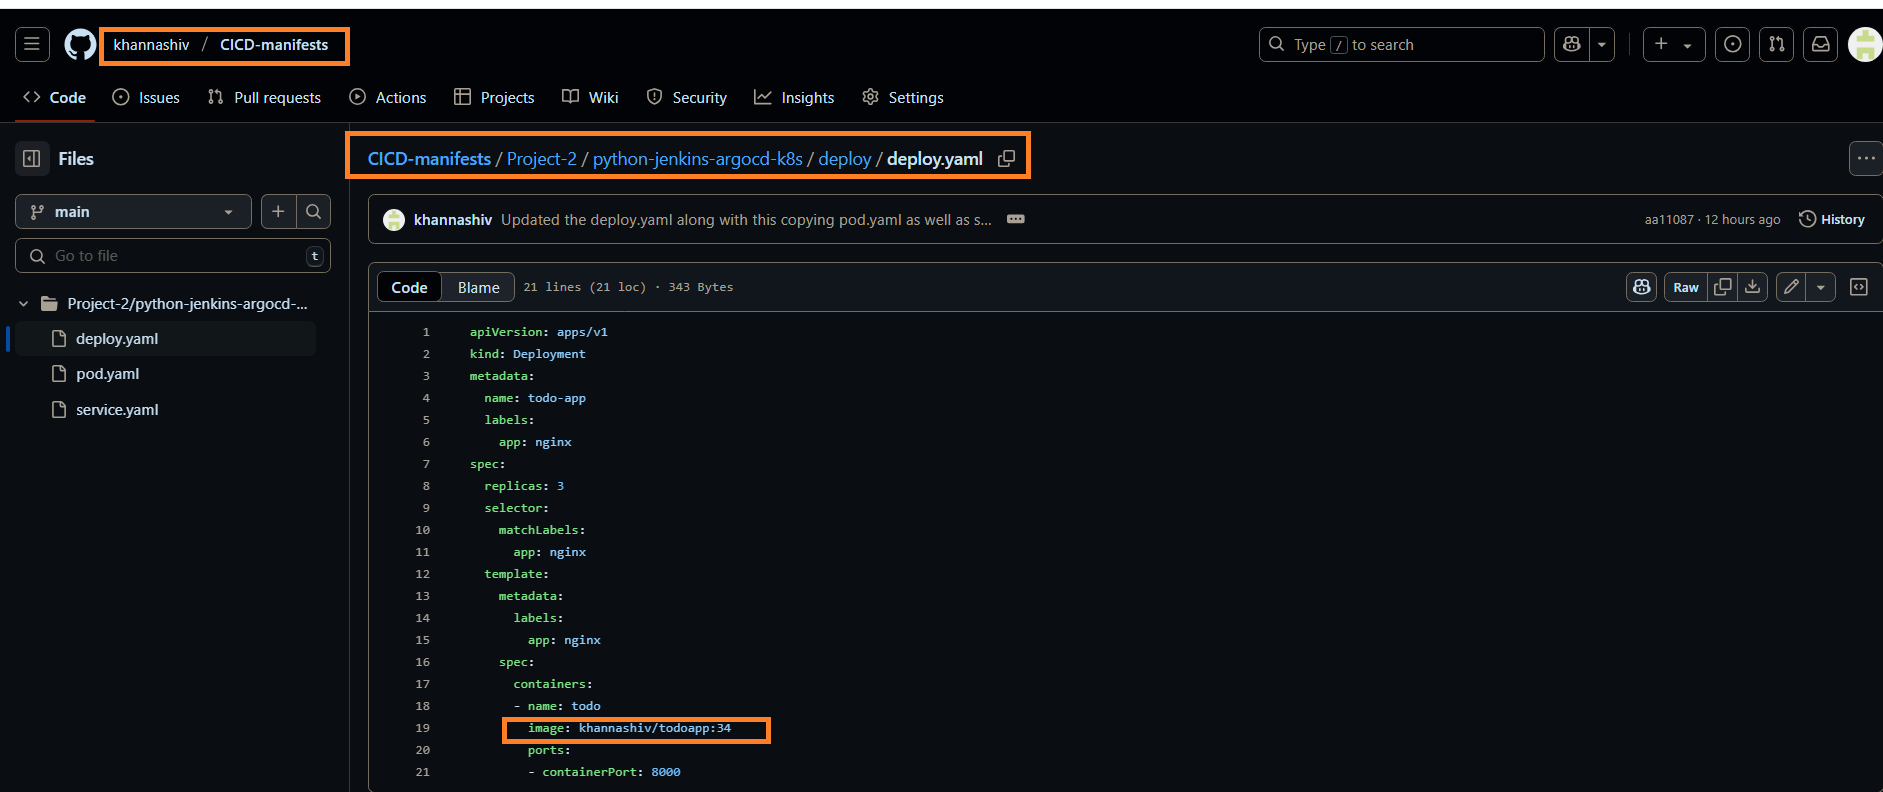 khannashiv / CICD-manifests
Type / to search
Code Issues Pull requests Actions Projects Wiki Security Insights Settings
Files
main
Go to file t
Project-2/python-jenkins-argocd-...
deploy.yaml
pod.yaml
service.yaml
CICD-manifests / Project-2 / python-jenkins-argocd-k8s / deploy / deploy.yaml
khannashiv Updated the deploy.yaml along with this copying pod.yaml as well as s... aa11087 · 12 hours ago History
Code Blame 21 lines (21 loc) · 343 Bytes Raw
1 apiVersion: apps/v1
2 kind: Deployment
3 metadata:
4 name: todo-app
5 labels:
6 app: nginx
7 spec:
8 replicas: 3
9 selector:
10 matchLabels:
11 app: nginx
12 template:
13 metadata:
14 labels:
15 app: nginx
16 spec:
17 containers:
18 - name: todo
19 image: khannashiv/todoapp:34
20 ports:
21 - containerPort: 8000